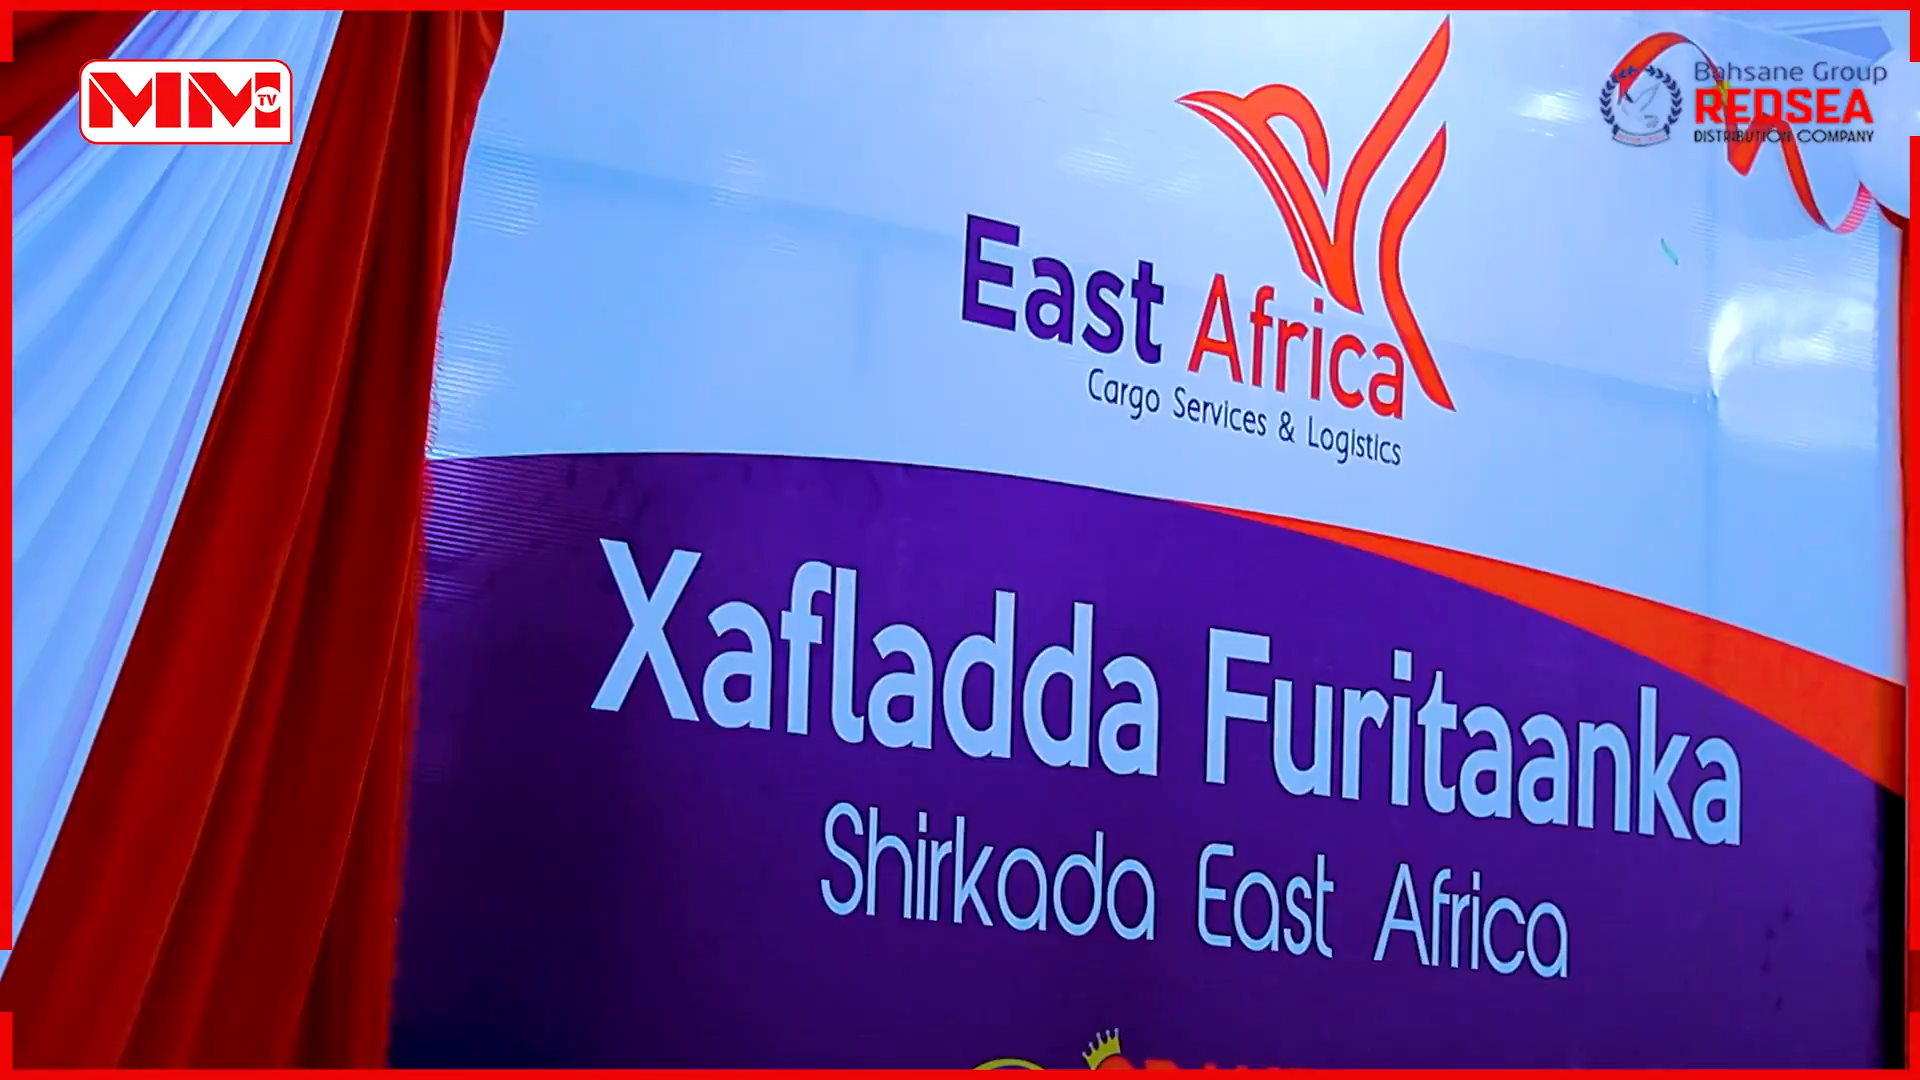 MM TV
Bahsane Group
REDSEA
DISTRIBUTION COMPANY
East Africa
Cargo Services & Logistics
Xafladda Furitaanka
Shirkada East Africa